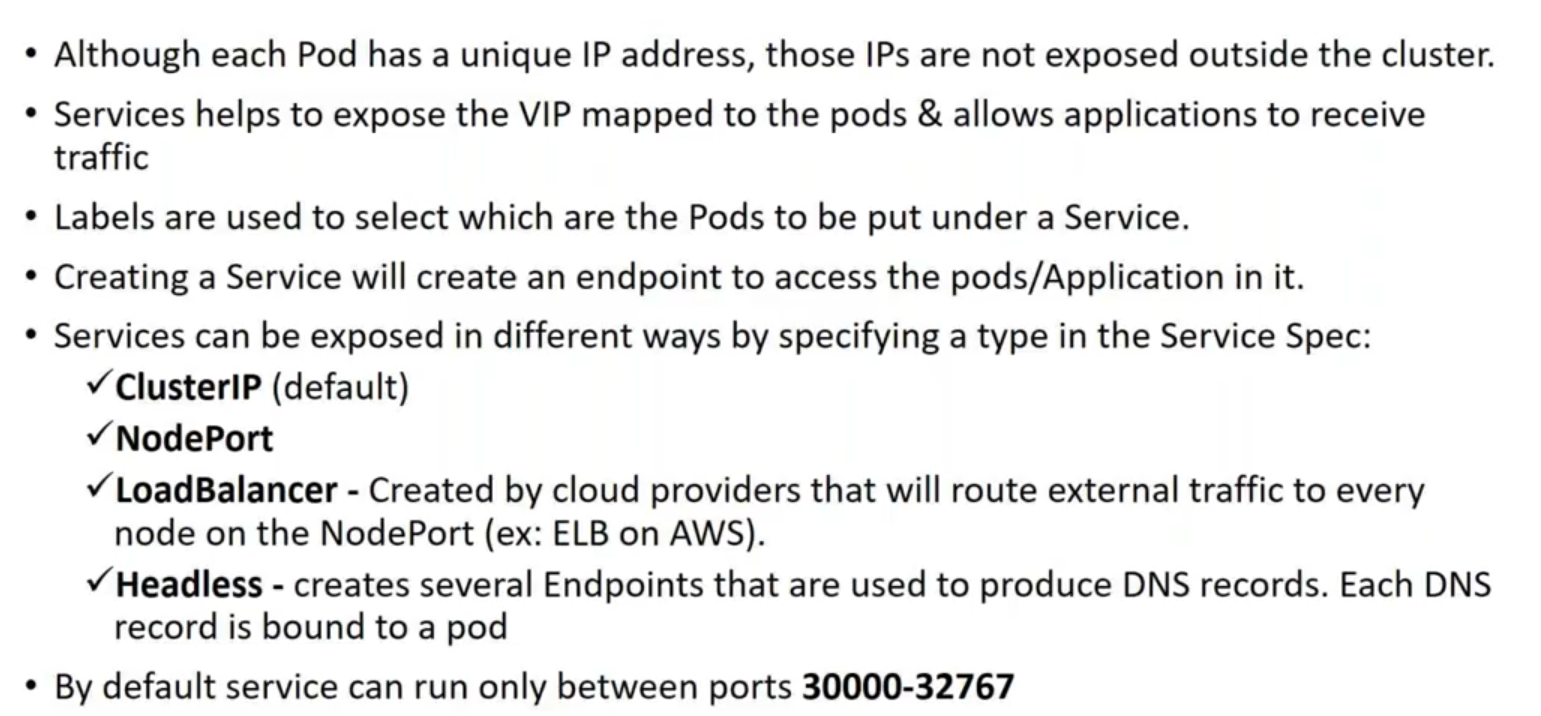 • Although each Pod has a unique IP address, those IPs are not exposed outside the cluster.
• Services helps to expose the VIP mapped to the pods & allows applications to receive
traffic
• Labels are used to select which are the Pods to be put under a Service.
• Creating a Service will create an endpoint to access the pods/Application in it.
• Services can be exposed in different ways by specifying a type in the Service Spec:
✓ClusterIP (default)
✓NodePort
✓LoadBalancer - Created by cloud providers that will route external traffic to every
node on the NodePort (ex: ELB on AWS).
✓Headless - creates several Endpoints that are used to produce DNS records. Each DNS
record is bound to a pod
• By default service can run only between ports 30000-32767